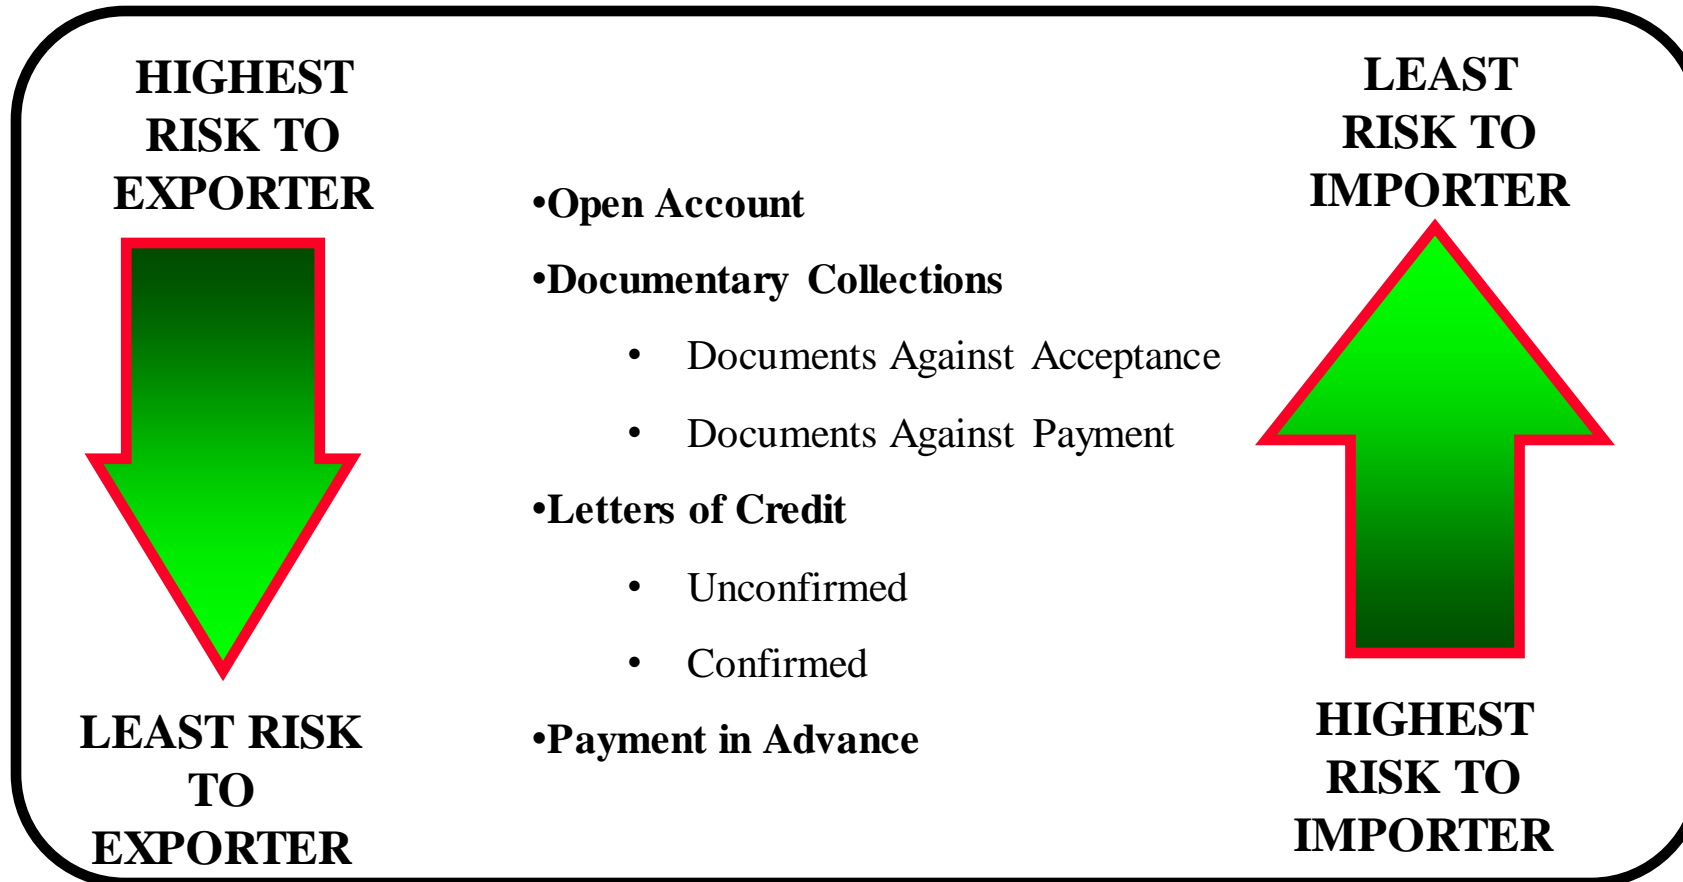 HIGHEST
RISK TO
EXPORTER
LEAST RISK
TO
EXPORTER
•Open Account
•Documentary Collections
• Documents Against Acceptance
• Documents Against Payment
•Letters of Credit
• Unconfirmed
• Confirmed
•Payment in Advance
LEAST
RISK TO
IMPORTER
HIGHEST
RISK TO
IMPORTER